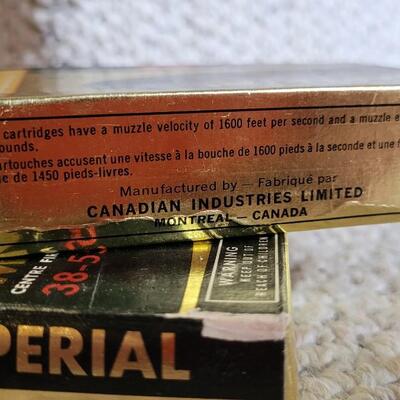 cartridges have a muzzle velocity of 1600 feet per second and a muzzle e
ounds.
artouches accusent une vitesse à la bouche de 1600 pieds à la seconde et une f
e de 1450 pieds-livres.
Manufactured by — Fabriqué par
CANADIAN INDUSTRIES LIMITED
MONTREAL — CANADA
CENTRE
38-55
WARNING
KEEP OUT OF
REACH OF CHILDREN
PERIAL